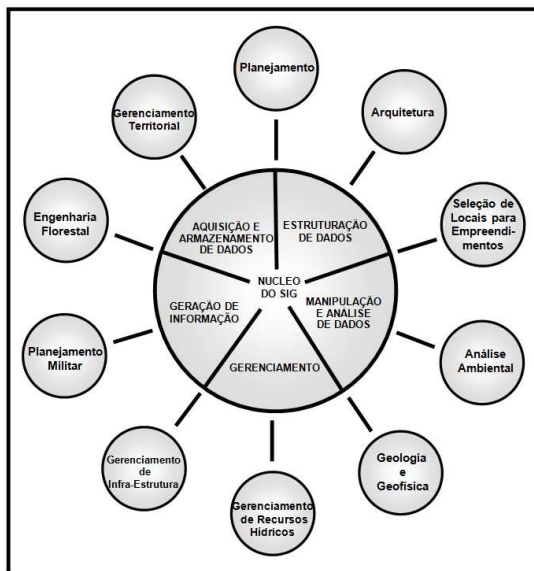 Planejamento
Gerenciamento
Territorial
Arquitetura
Engenharia
Florestal
AQUISIÇÃO E
ARMAZENAMENTO
DE DADOS
ESTRUTURAÇÃO
DE DADOS
Seleção de
Locais para
Empreendi-
mentos
NUCLEO
DO SIG
GERAÇÃO DE
INFORMAÇÃO
MANIPULAÇÃO
E ANÁLISE
DE DADOS
Planejamento
Militar
GERENCIAMENTO
Análise
Ambiental
Gerenciamento
de
Infra-Estrutura
Gerenciamento
de Recursos
Hídricos
Geologia
e
Geofísica